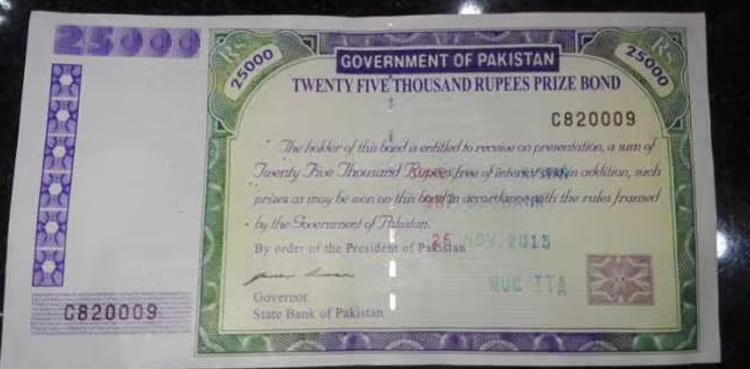 25000
RS 25000
RS 25000
GOVERNMENT OF PAKISTAN
TWENTY FIVE THOUSAND RUPEES PRIZE BOND
C820009
The holder of this bond is entitled to receive on presentation, a sum of
Twenty Five Thousand Rupees free of interest and in addition, such
prizes as may be won on this bond in accordance with the rules framed
by the Government of Pakistan.
By order of the President of Pakistan
26 NOV 2015
Governor
State Bank of Pakistan
C820009